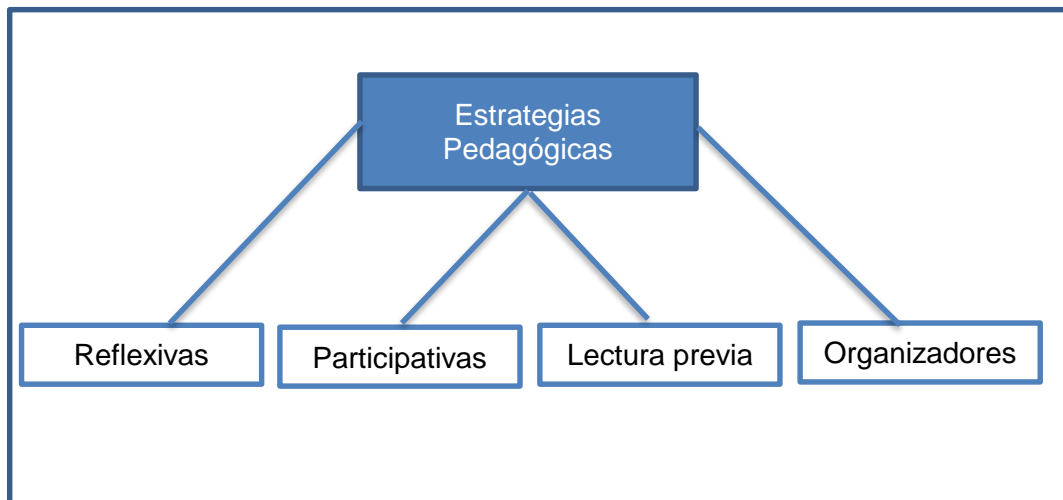 Estrategias
Pedagógicas
Reflexivas
Participativas
Lectura previa
Organizadores